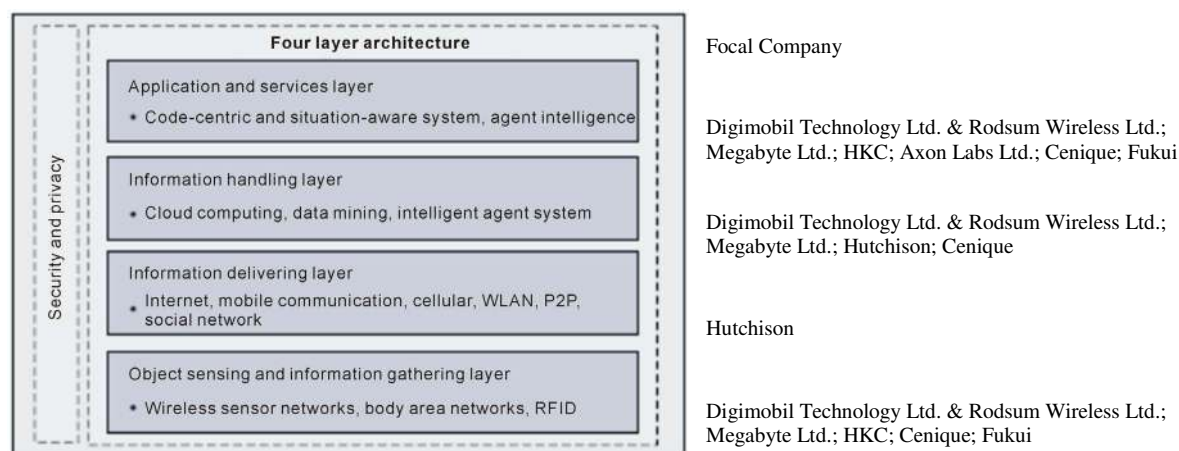 Four layer architecture
Security and privacy
Application and services layer
• Code-centric and situation-aware system, agent intelligence
Information handling layer
• Cloud computing, data mining, intelligent agent system
Information delivering layer
• Internet, mobile communication, cellular, WLAN, P2P,
social network
Object sensing and information gathering layer
• Wireless sensor networks, body area networks, RFID
Focal Company
Digimobil Technology Ltd. & Rodsum Wireless Ltd.;
Megabyte Ltd.; HKC; Axon Labs Ltd.; Cenique; Fukui
Digimobil Technology Ltd. & Rodsum Wireless Ltd.;
Megabyte Ltd.; Hutchison; Cenique
Hutchison
Digimobil Technology Ltd. & Rodsum Wireless Ltd.;
Megabyte Ltd.; HKC; Cenique; Fukui